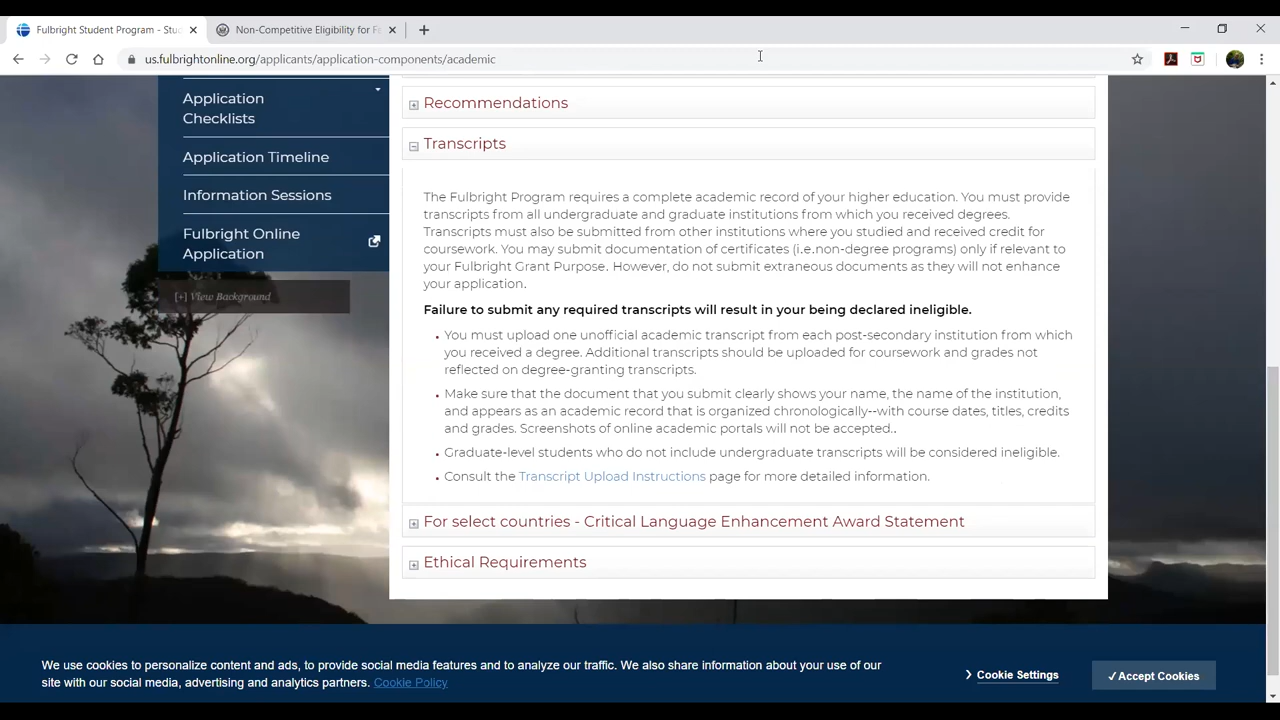 Fulbright Student Program - Stu
Non-Competitive Eligibility for F
us.fulbrightonline.org/applicants/application-components/academic
Application
Checklists
Application Timeline
Information Sessions
Fulbright Online
Application
[+] View Background
Recommendations
Transcripts
The Fulbright Program requires a complete academic record of your higher education. You must provide
transcripts from all undergraduate and graduate institutions from which you received degrees.
Transcripts must also be submitted from other institutions where you studied and received credit for
coursework. You may submit documentation of certificates (i.e.non-degree programs) only if relevant to
your Fulbright Grant Purpose. However, do not submit extraneous documents as they will not enhance
your application.
Failure to submit any required transcripts will result in your being declared ineligible.
You must upload one unofficial academic transcript from each post-secondary institution from which
you received a degree. Additional transcripts should be uploaded for coursework and grades not
reflected on degree-granting transcripts.
Make sure that the document that you submit clearly shows your name, the name of the institution,
and appears as an academic record that is organized chronologically--with course dates, titles, credits
and grades. Screenshots of online academic portals will not be accepted..
Graduate-level students who do not include undergraduate transcripts will be considered ineligible.
Consult the Transcript Upload Instructions page for more detailed information.
For select countries - Critical Language Enhancement Award Statement
Ethical Requirements
We use cookies to personalize content and ads, to provide social media features and to analyze our traffic. We also share information about your use of our
site with our social media, advertising and analytics partners. Cookie Policy
Cookie Settings
✓Accept Cookies